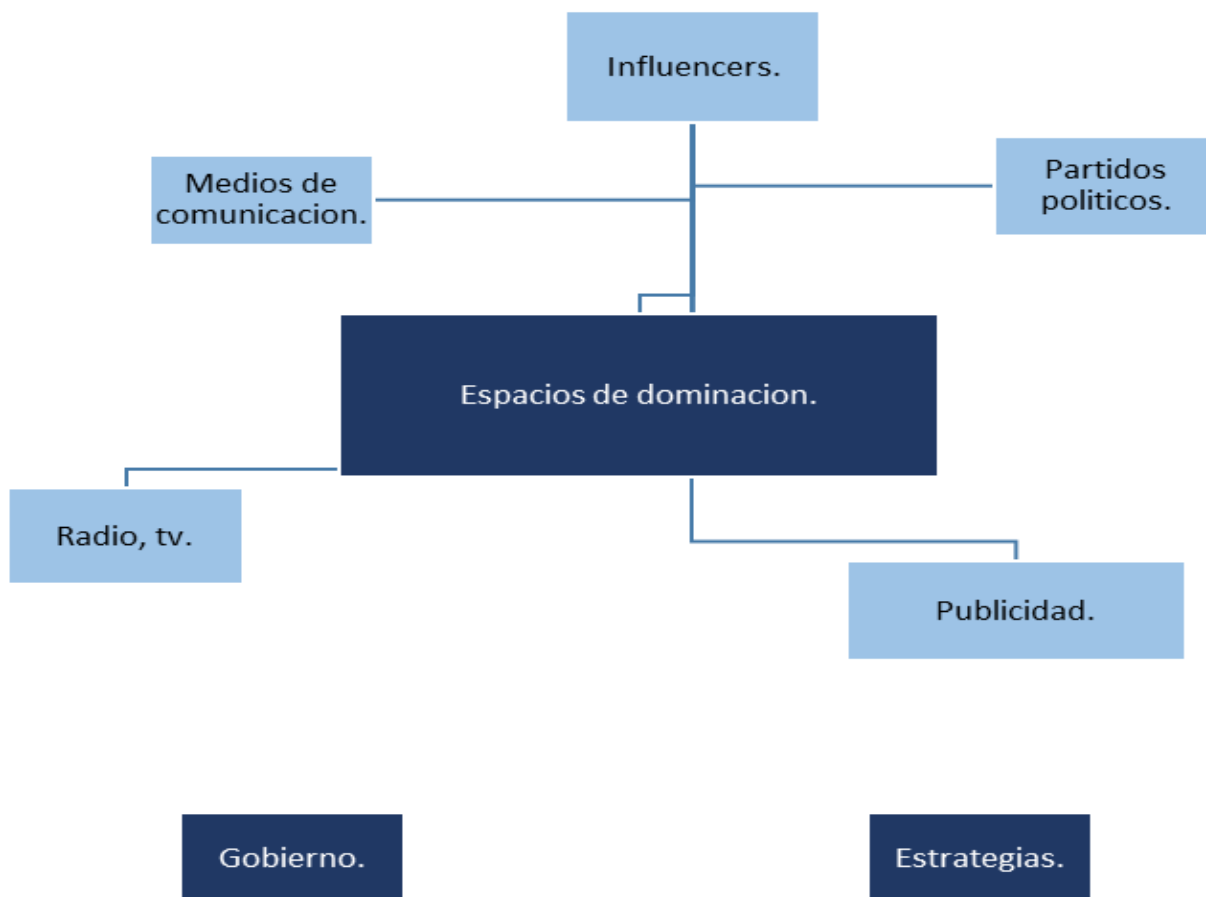 Influencers.
Medios de
comunicacion.
Partidos
politicos.
Espacios de dominacion.
Radio, tv.
Publicidad.
Gobierno.
Estrategias.